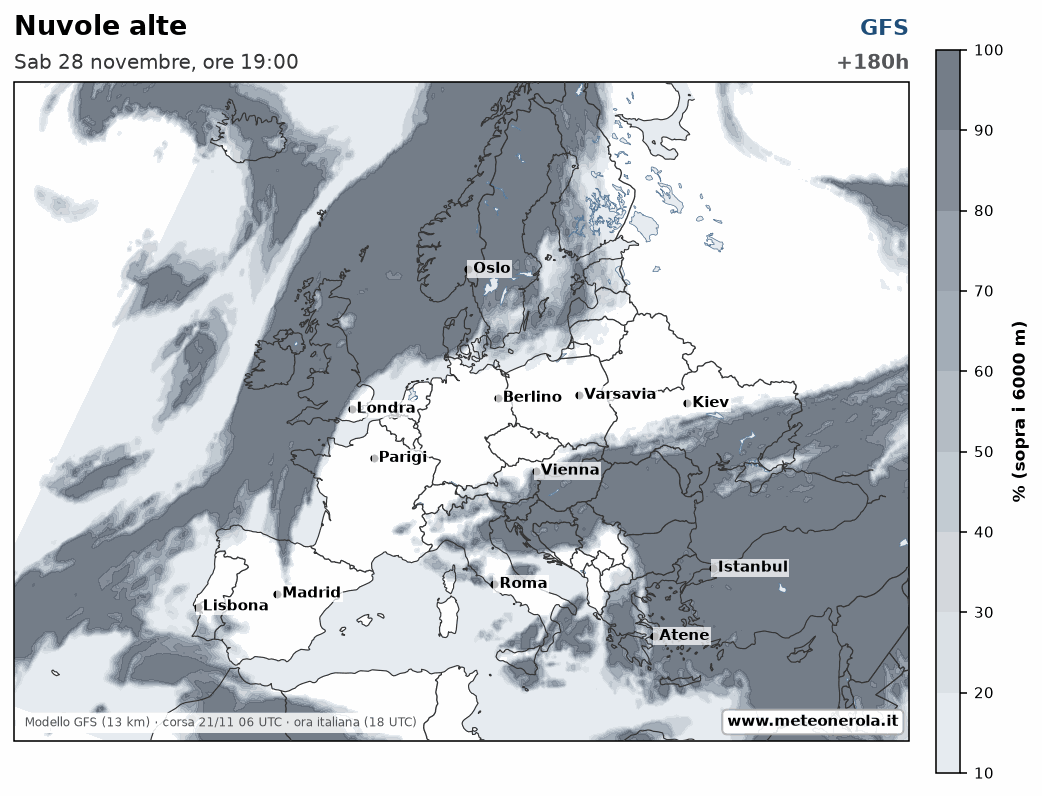 Nuvole alte
GFS
Sab 28 novembre, ore 19:00
+180h
100
90
80
70
60
50
40
30
20
10
% (sopra i 6000 m)
Oslo
Londra
Berlino
Varsavia
Kiev
Parigi
Vienna
Istanbul
Roma
Madrid
Lisbona
Atene
Modello GFS (13 km) · corsa 21/11 06 UTC · ora italiana (18 UTC)
www.meteonerola.it